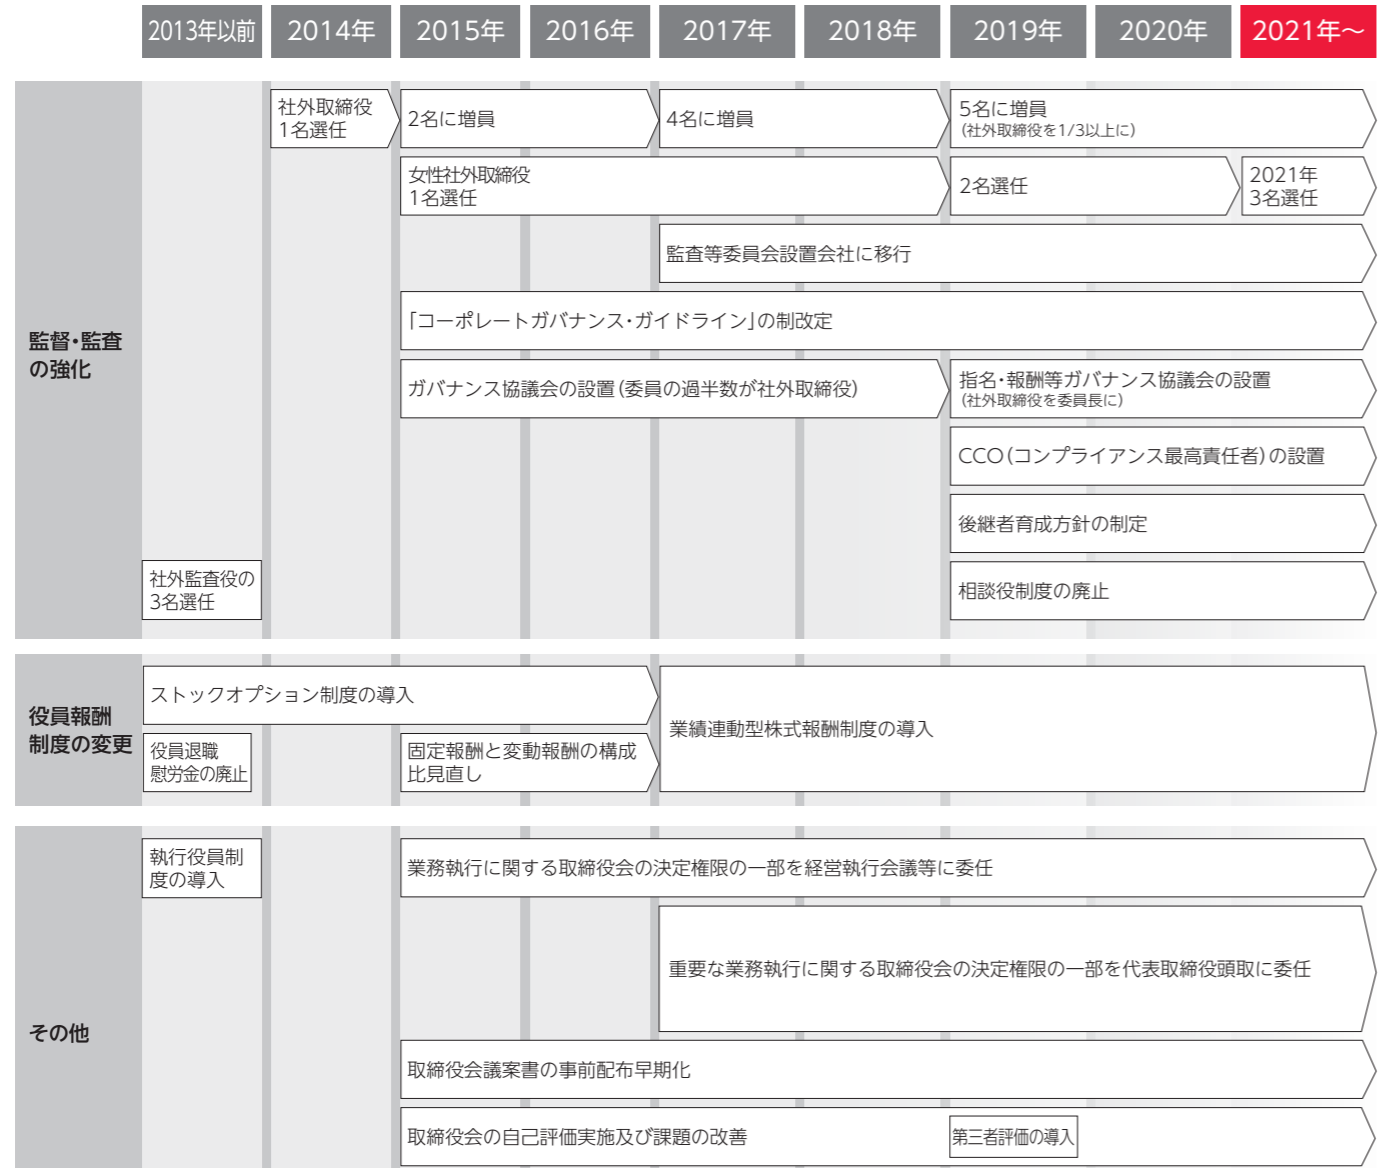 2013年以前 2014年 2015年 2016年 2017年 2018年 2019年 2020年 2021年～
監督・監査
の強化
社外取締役
1名選任
2名に増員
4名に増員
5名に増員
(社外取締役を1/3以上に)
女性社外取締役
1名選任
2名選任
2021年
3名選任
監査等委員会設置会社に移行
「コーポレートガバナンス・ガイドライン」の制改定
ガバナンス協議会の設置(委員の過半数が社外取締役)
指名・報酬等ガバナンス協議会の設置
(社外取締役を委員長に)
CCO(コンプライアンス最高責任者)の設置
後継者育成方針の制定
社外監査役の
3名選任
相談役制度の廃止
役員報酬
制度の変更
ストックオプション制度の導入
業績連動型株式報酬制度の導入
役員退職
慰労金の廃止
固定報酬と変動報酬の構成
比見直し
その他
執行役員制
度の導入
業務執行に関する取締役会の決定権限の一部を経営執行会議等に委任
重要な業務執行に関する取締役会の決定権限の一部を代表取締役頭取に委任
取締役会議案書の事前配布早期化
取締役会の自己評価実施及び課題の改善
第三者評価の導入